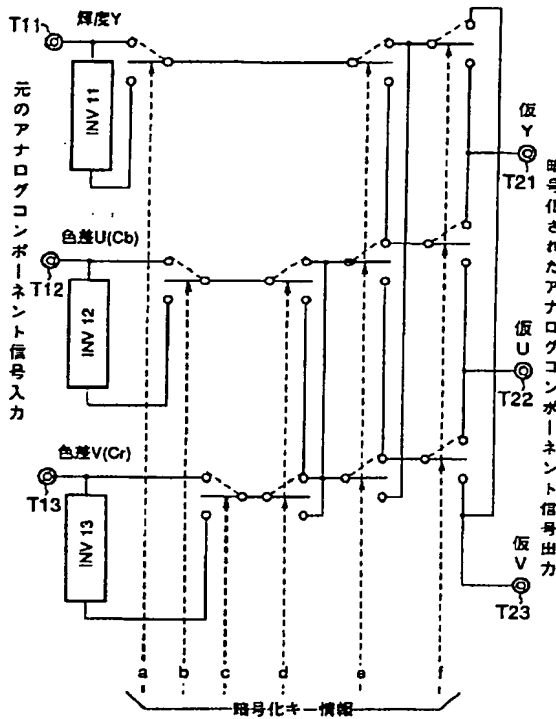 T11
輝度Y
INV 11
元のアナログコンポーネント信号入力
色差U(Cb)
T12
INV 12
色差V(Cr)
T13
INV 13
仮Y
T21
仮U
T22
仮V
T23
暗号化されたアナログコンポーネント信号出力
a
b
c
d
e
f
暗号化キー情報